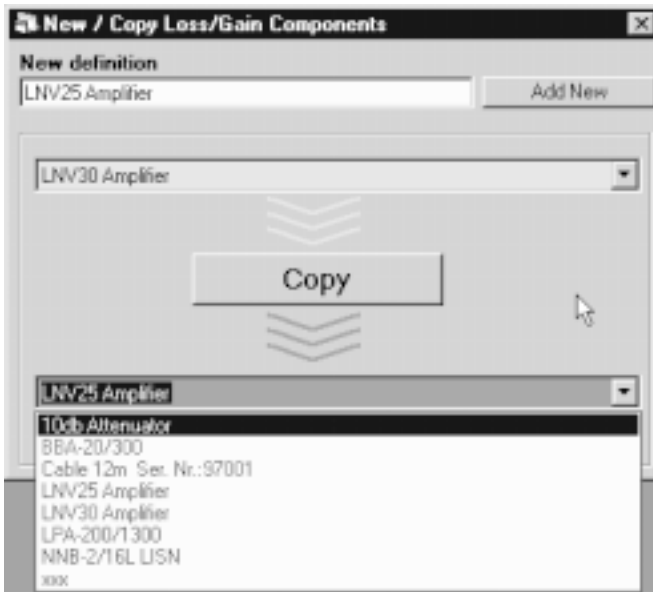 New / Copy Loss/Gain Components
New definition
LNV25 Amplifier
Add New
LNV30 Amplifier
Copy
LNV25 Amplifier
10db Attenuator
BBA-20/300
Cable 12m Ser. Nr.:97001
LNV25 Amplifier
LNV30 Amplifier
LPA-200/1300
NNB-2/16L LISN
xxx